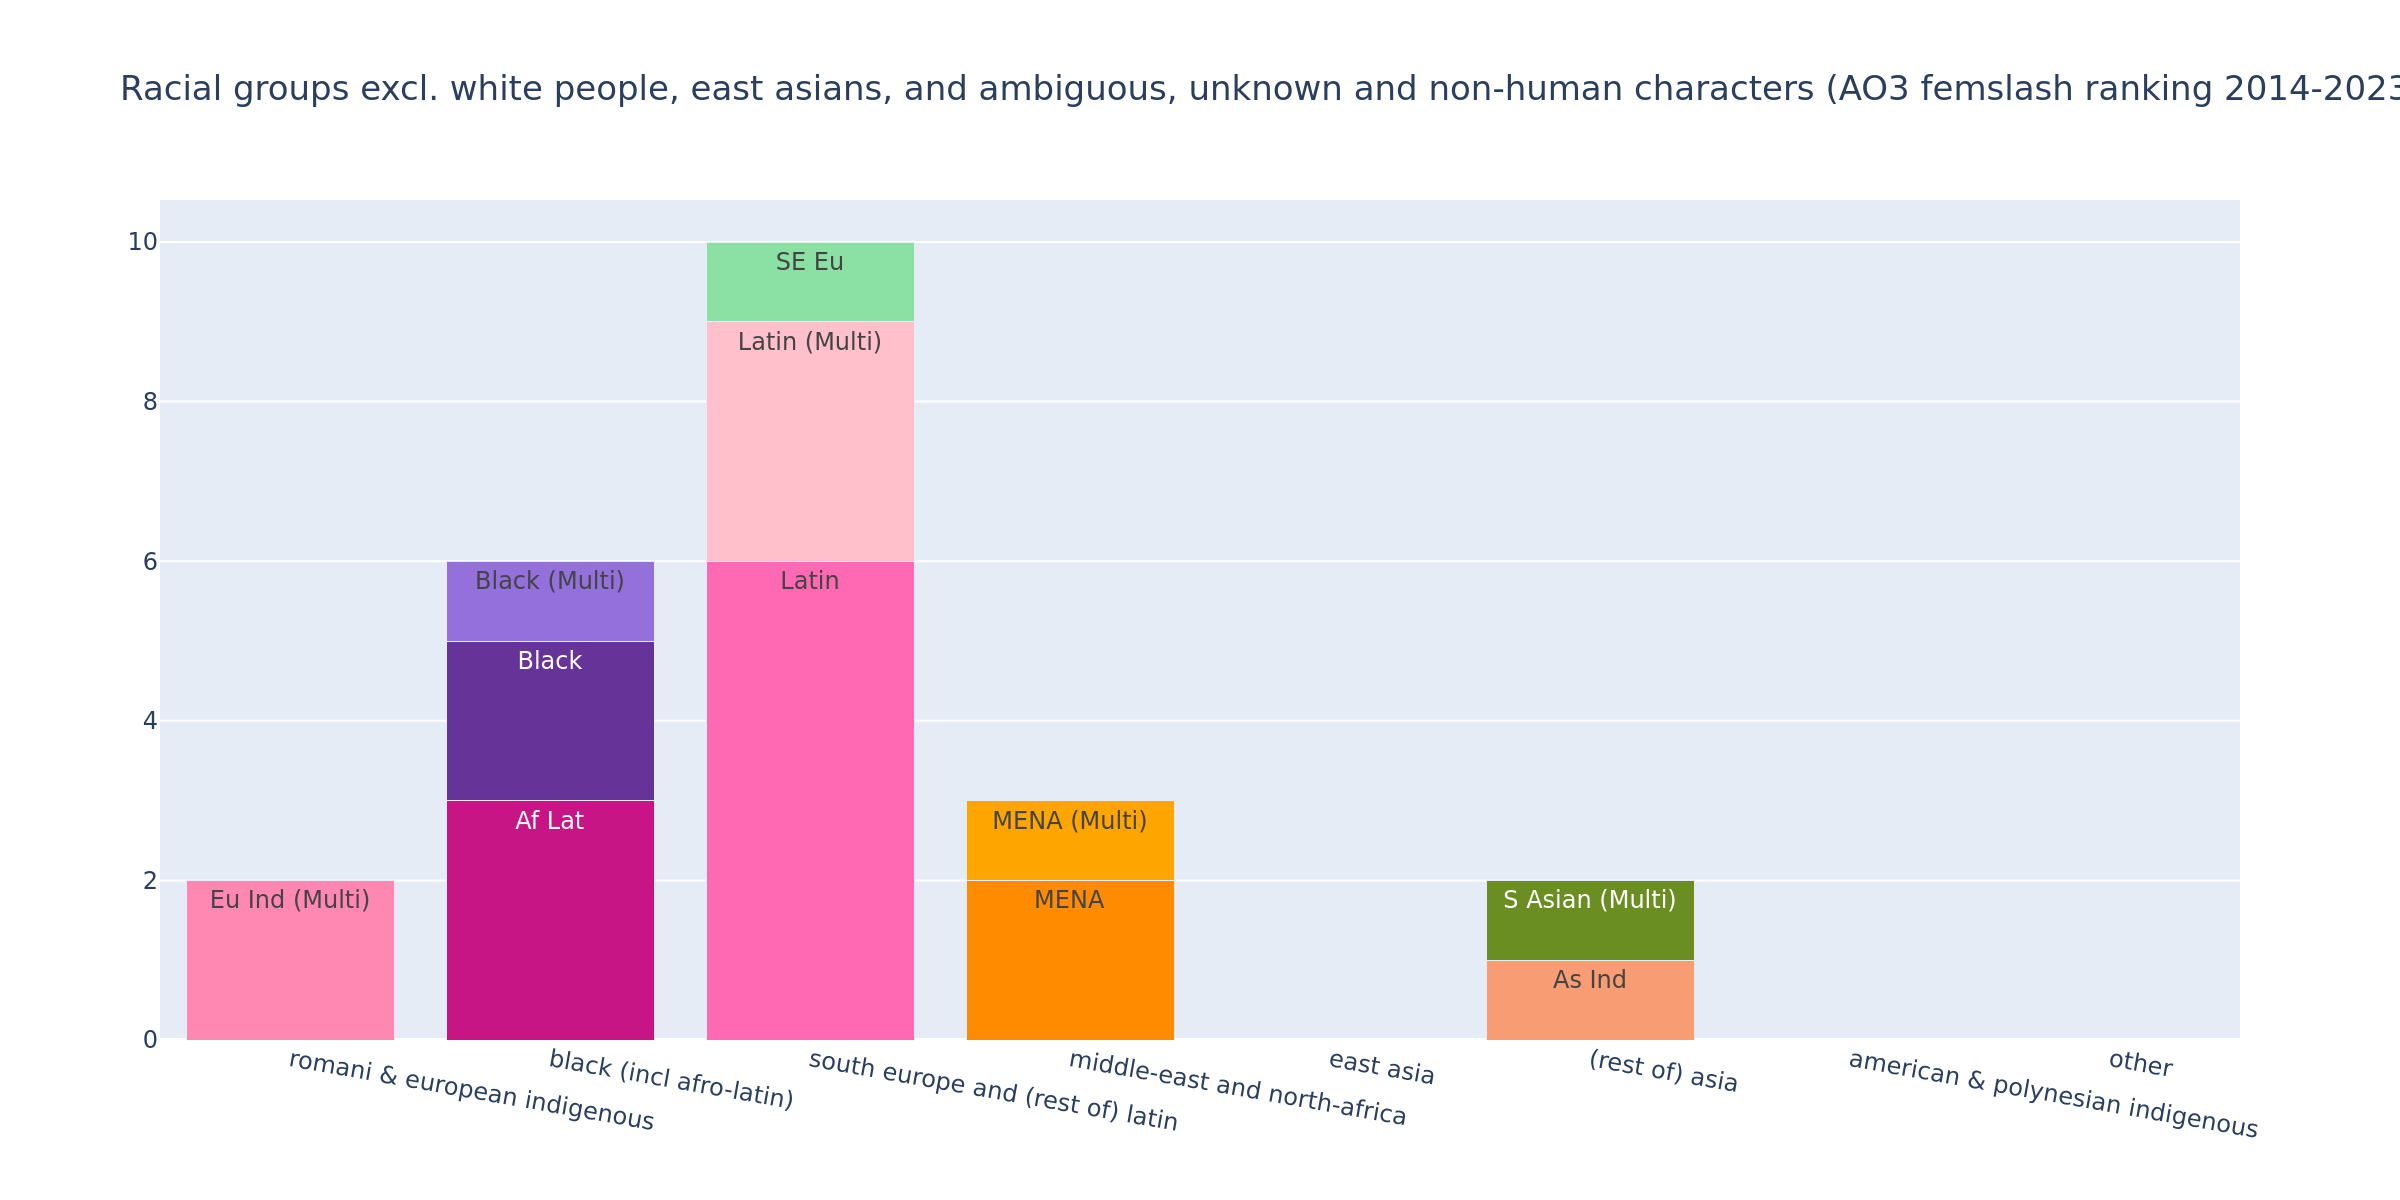 Racial groups excl. white people, east asians, and ambiguous, unknown and non-human characters (AO3 femslash ranking 2014-2023
10
8
6
4
2
0
SE Eu
Latin (Multi)
Latin
Black (Multi)
Black
Af Lat
Eu Ind (Multi)
MENA (Multi)
MENA
S Asian (Multi)
As Ind
romani & european indigenous
black (incl afro-latin)
south europe and (rest of) latin
middle-east and north-africa
east asia
(rest of) asia
american & polynesian indigenous
other